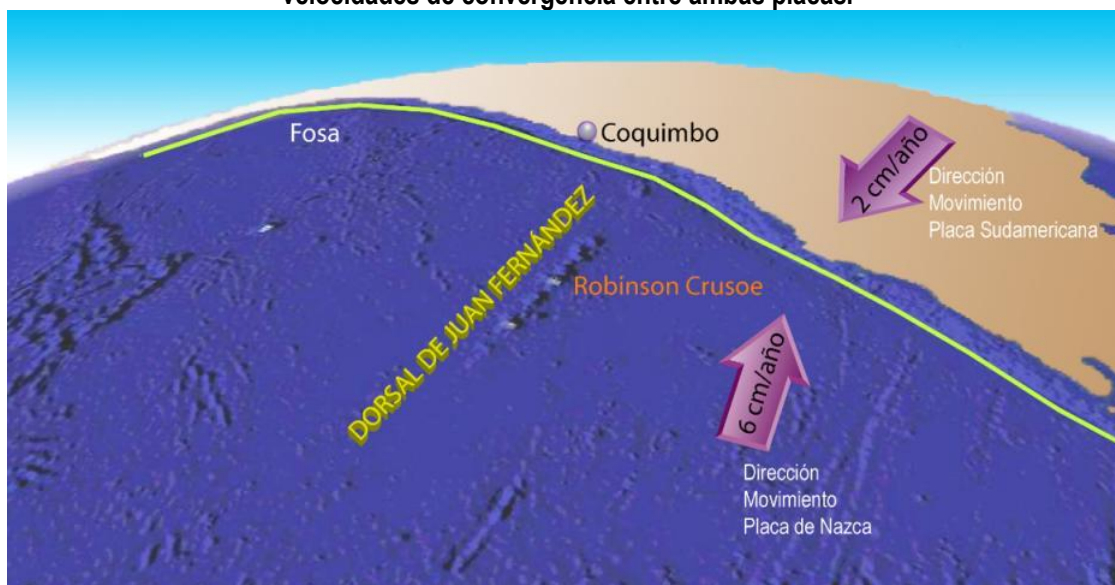 velocidades de convergencia entre ambas placas.
Fosa
Coquimbo
2 cm/año
Dirección
Movimiento
Placa Sudamericana
DORSAL DE JUAN FERNÁNDEZ
Robinson Crusoe
6 cm/año
Dirección
Movimiento
Placa de Nazca